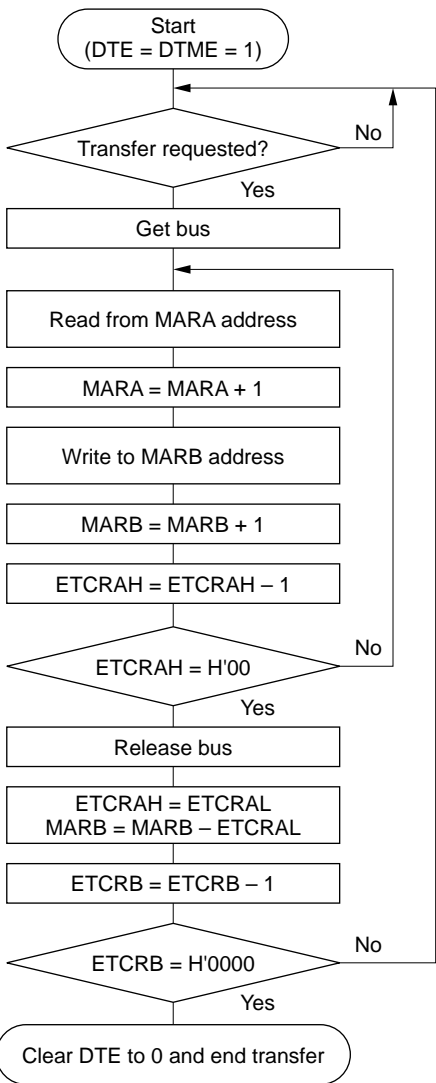 Start
(DTE = DTME = 1)
Transfer requested?
No
Yes
Get bus
Read from MARA address
MARA = MARA + 1
Write to MARB address
MARB = MARB + 1
ETCRAH = ETCRAH – 1
ETCRAH = H'00
No
Yes
Release bus
ETCRAH = ETCRAL
MARB = MARB – ETCRAL
ETCRB = ETCRB – 1
ETCRB = H'0000
No
Yes
Clear DTE to 0 and end transfer